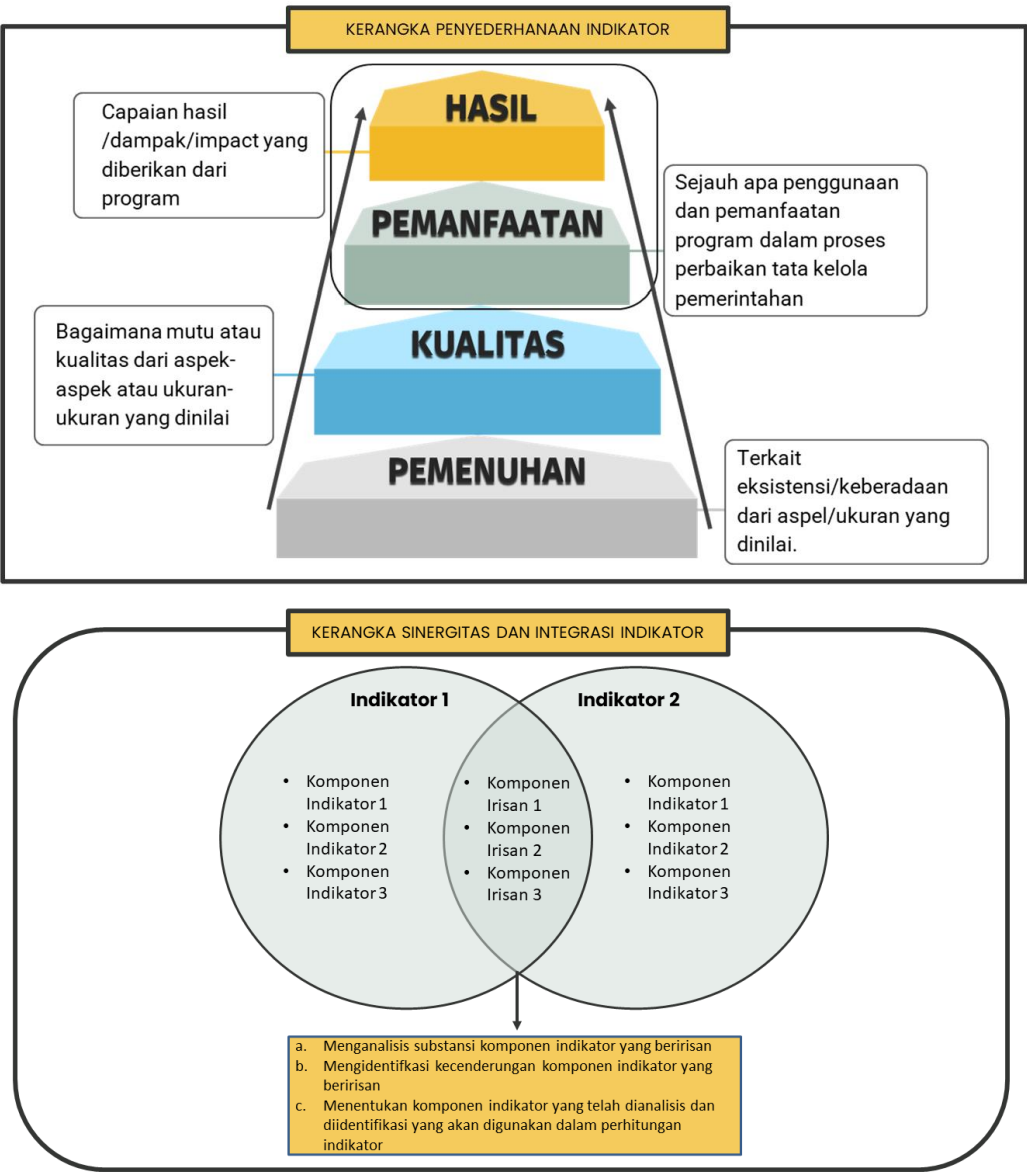 KERANGKA PENYEDERHANAAN INDIKATOR
HASIL
Capaian hasil
/dampak/impact yang
diberikan dari
program
PEMANFAATAN
Sejauh apa penggunaan
dan pemanfaatan
program dalam proses
perbaikan tata kelola
pemerintahan
KUALITAS
Bagaimana mutu atau
kualitas dari aspek-
aspek atau ukuran-
ukuran yang dinilai
PEMENUHAN
Terkait
eksistensi/keberadaan
dari aspel/ukuran yang
dinilai.
KERANGKA SINERGITAS DAN INTEGRASI INDIKATOR
Indikator 1
• Komponen
Indikator 1
• Komponen
Indikator 2
• Komponen
Indikator 3
• Komponen
Irisan 1
• Komponen
Irisan 2
• Komponen
Irisan 3
Indikator 2
• Komponen
Indikator 1
• Komponen
Indikator 2
• Komponen
Indikator 3
a. Menganalisis substansi komponen indikator yang beririsan
b. Mengidentifkasi kecenderungan komponen indikator yang
beririsan
c. Menentukan komponen indikator yang telah dianalisis dan
diidentifikasi yang akan digunakan dalam perhitungan
indikator